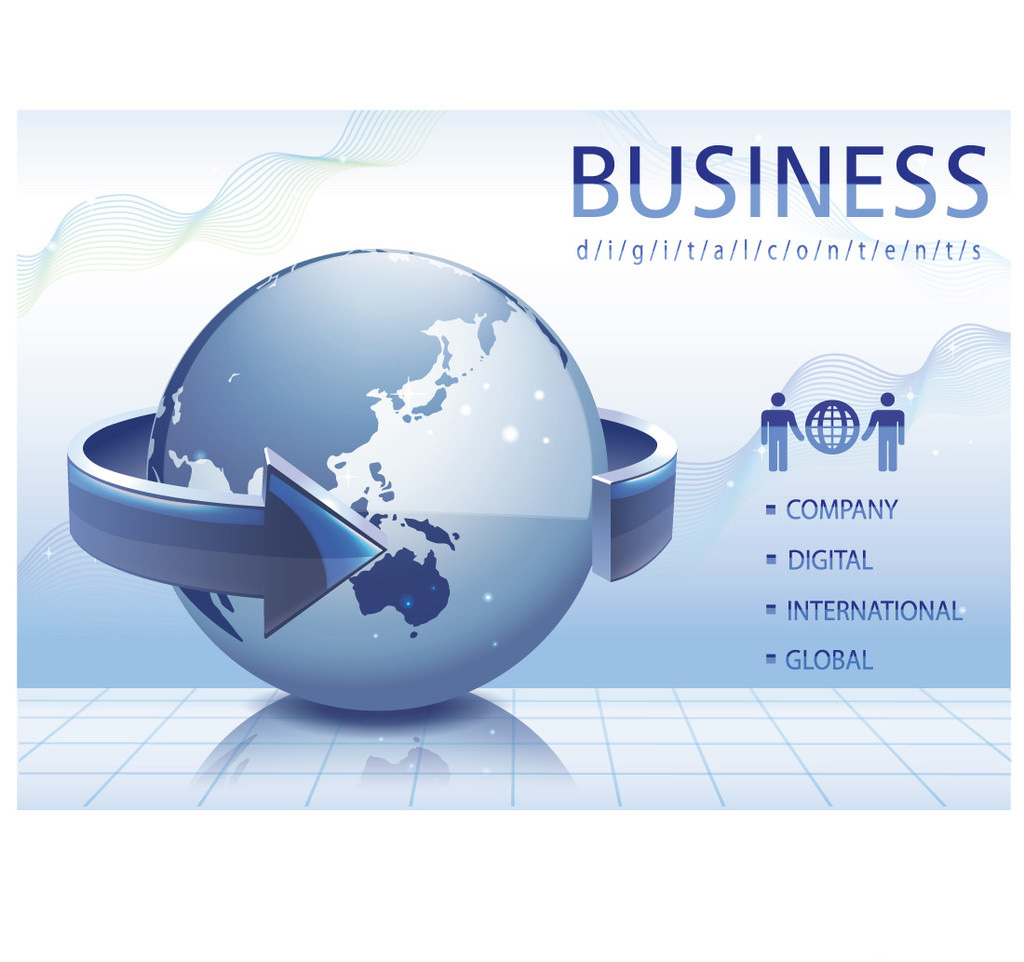 BUSINESS
d/i/g/i/t/a/l/c/o/n/t/e/n/t/s
COMPANY
DIGITAL
INTERNATIONAL
GLOBAL